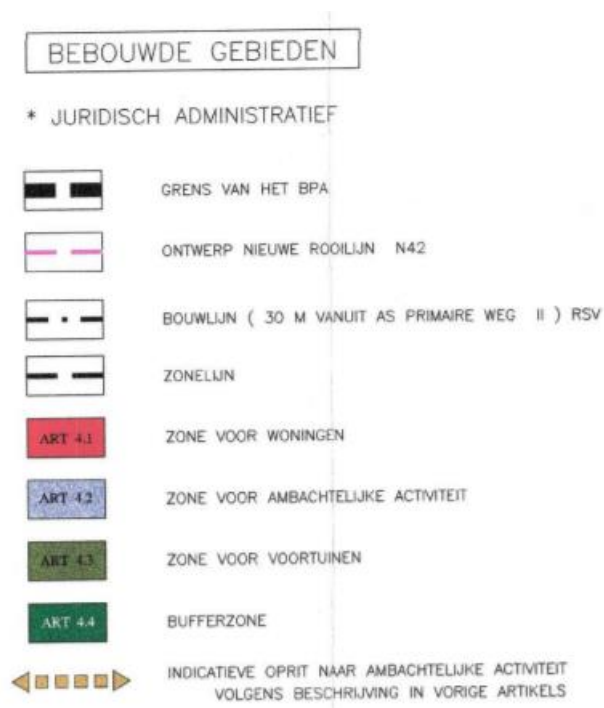 BEBOUWDE GEBIEDEN
* JURIDISCH ADMINISTRATIEF
GRENS VAN HET BPA
ONTWERP NIEUWE ROOILIJN N42
BOUWLIJN ( 30 M VANUIT AS PRIMAIRE WEG II ) RSV
ZONELIJN
ART 4.1 ZONE VOOR WONINGEN
ART 4.2 ZONE VOOR AMBACHTELIJKE ACTIVITEIT
ART 4.3 ZONE VOOR VOORTUINEN
ART 4.4 BUFFERZONE
INDICATIEVE OPRIT NAAR AMBACHTELIJKE ACTIVITEIT
VOLGENS BESCHRIJVING IN VORIGE ARTIKELS